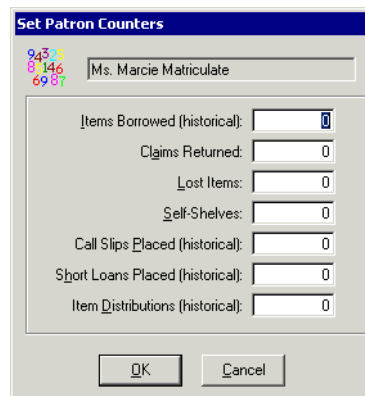 Set Patron Counters
Ms. Marcie Matriculate
Items Borrowed (historical): 0
Claims Returned: 0
Lost Items: 0
Self-Shelves: 0
Call Slips Placed (historical): 0
Short Loans Placed (historical): 0
Item Distributions (historical): 0
OK Cancel